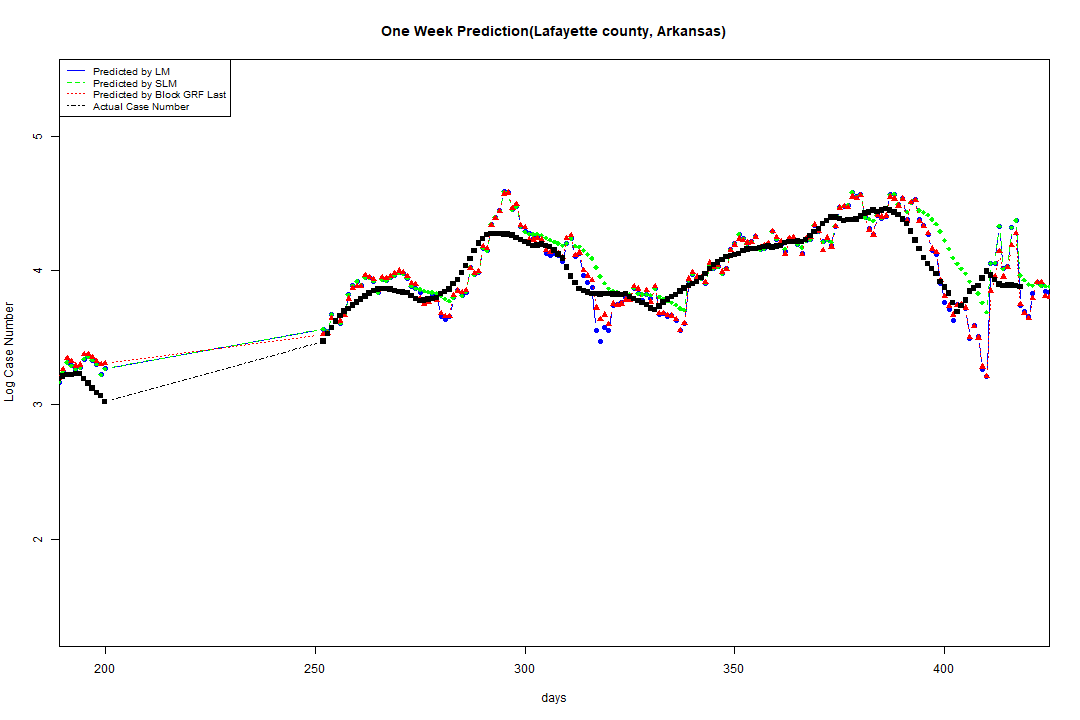 One Week Prediction(Lafayette county, Arkansas)
Predicted by LM
Predicted by SLM
Predicted by Block GRF Last
Actual Case Number
5
4
3
2
Log Case Number
200 250 300 350 400
days